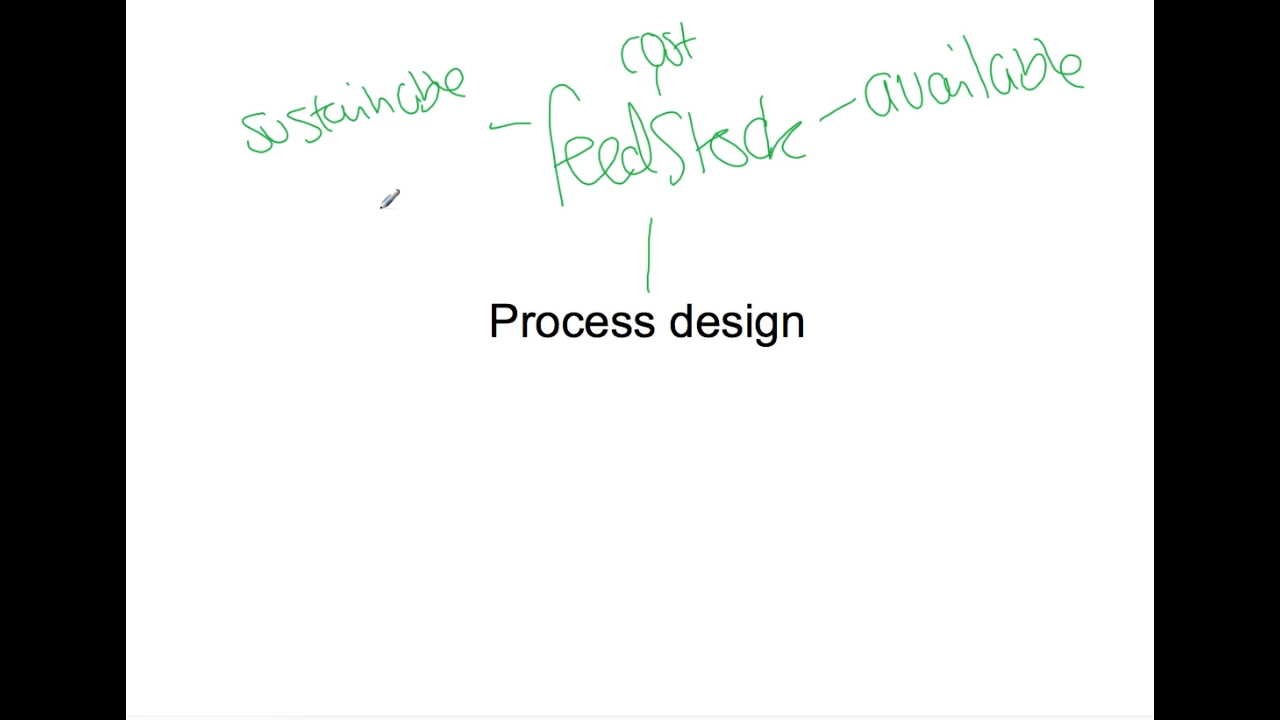 cost
sustainable – feedstock – available
Process design